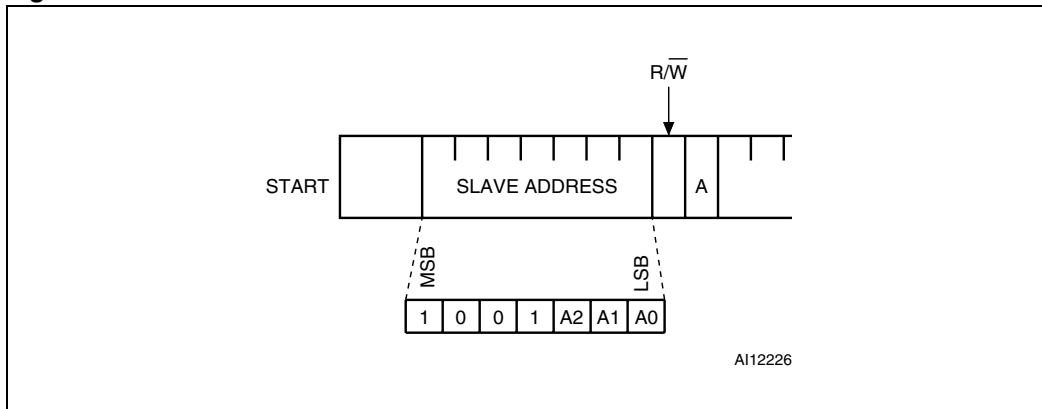 R/W̅
START
SLAVE ADDRESS
A
MSB
LSB
1 0 0 1 A2 A1 A0
AI12226